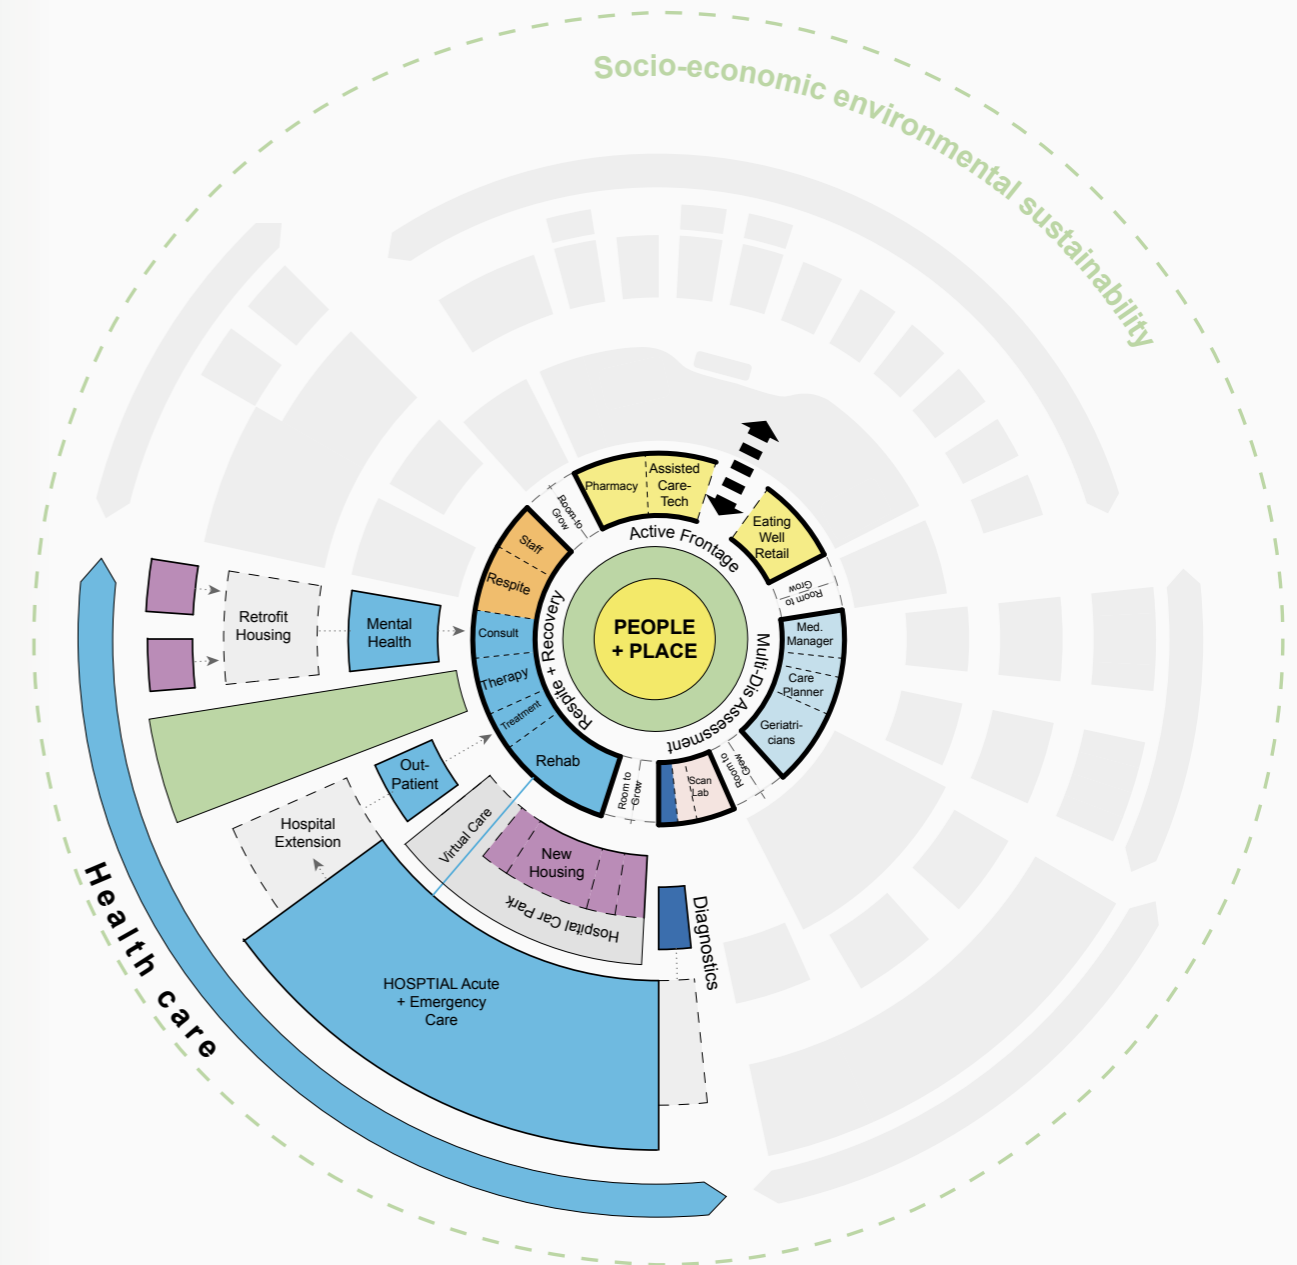 Socio-economic environmental sustainability
Pharmacy
Assisted
Care-
Tech
Room to
Grow
Active Frontage
Eating
Well
Retail
Room to
Grow
Staff
Respite
Consult
Therapy
Treatment
Rehab
Respite + Recovery
PEOPLE
+ PLACE
Multi-Dis Assessment
Med.
Manager
Care
Planner
Geriatri-
cians
Room to
Grow
Scan
Lab
Room to
Grow
Retrofit
Housing
Mental
Health
Out-
Patient
Hospital
Extension
Virtual Care
New
Housing
Hospital Car Park
Diagnostics
HOSPTIAL Acute
+ Emergency
Care
Health care